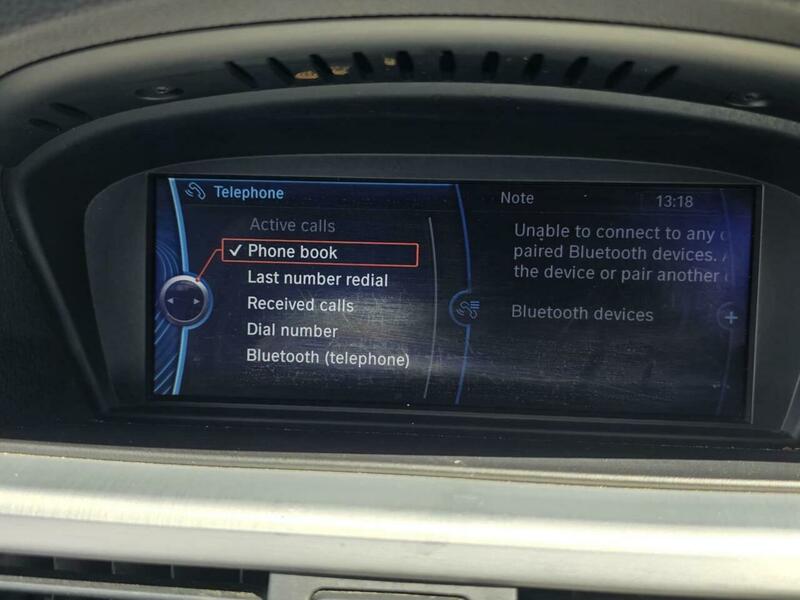 Telephone
Active calls
Phone book
Last number redial
Received calls
Dial number
Bluetooth (telephone)
Note
13:18
Unable to connect to any
paired Bluetooth devices.
the device or pair another
Bluetooth devices